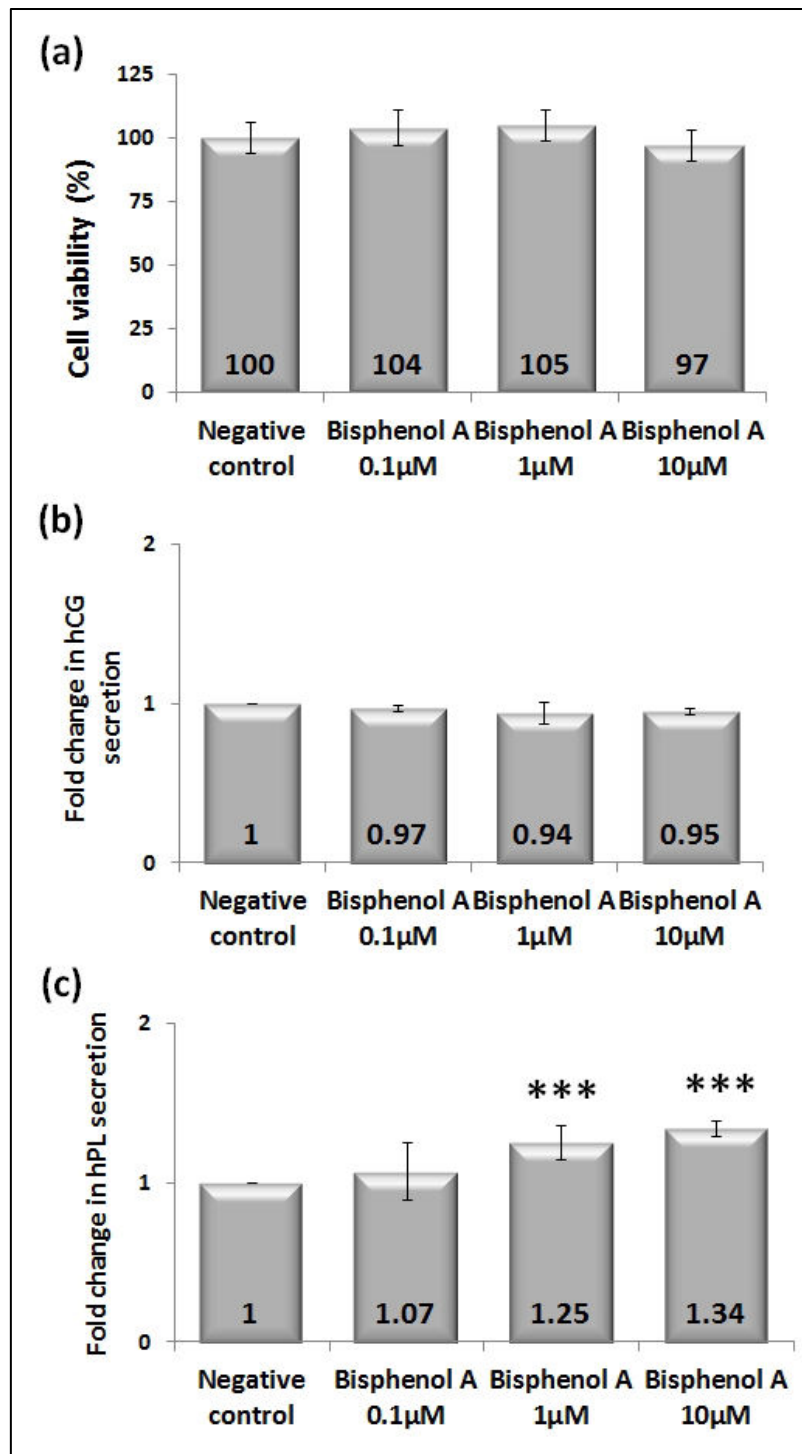 (a)
Cell viability (%)
125
100
75
50
25
0
100 104 105 97
Negative control
Bisphenol A 0.1µM
Bisphenol A 1µM
Bisphenol A 10µM
(b)
Fold change in hCG
secretion
2
1
0
1 0.97 0.94 0.95
Negative control
Bisphenol A 0.1µM
Bisphenol A 1µM
Bisphenol A 10µM
(c)
Fold change in hPL secretion
2
1
0
*** ***
1 1.07 1.25 1.34
Negative control
Bisphenol A 0.1µM
Bisphenol A 1µM
Bisphenol A 10µM